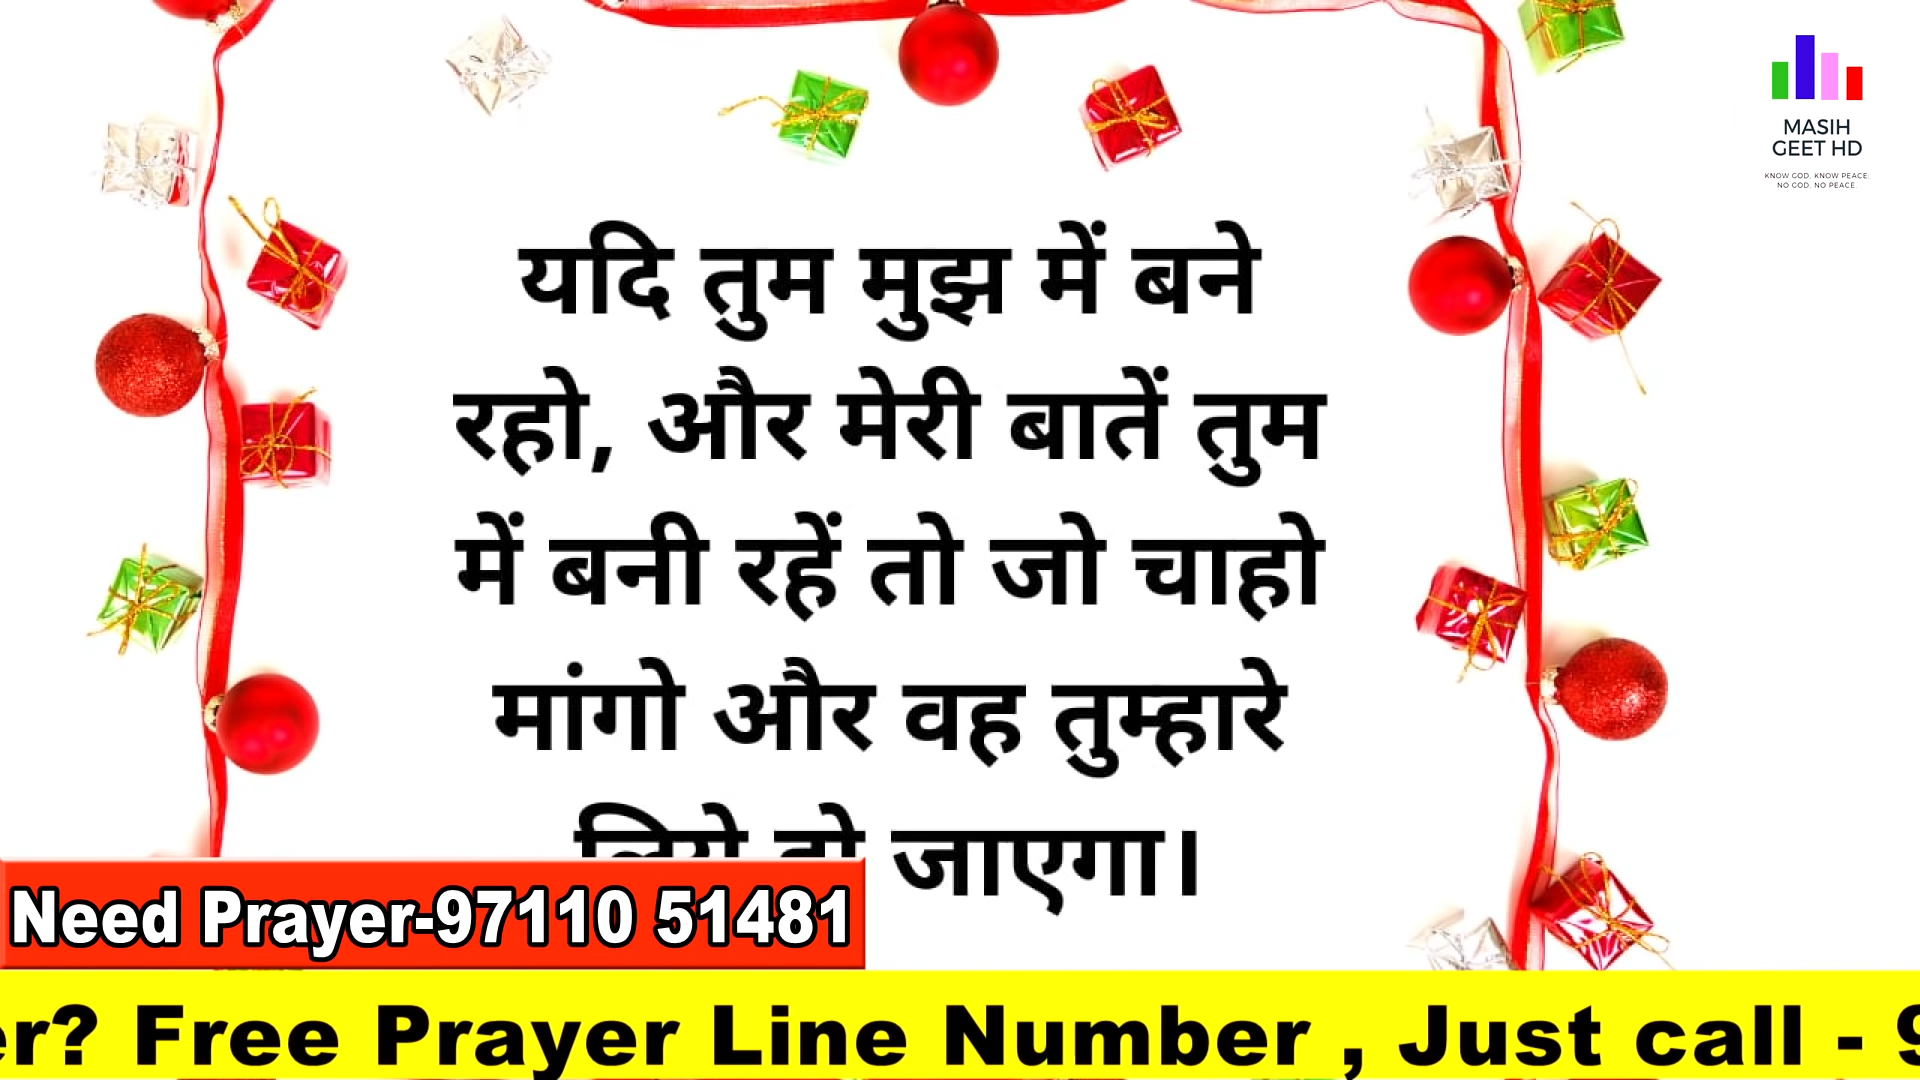 MASIH
GEET HD
KNOW GOD. KNOW PEACE.
NO GOD. NO PEACE.
यदि तुम मुझ में बने
रहो, और मेरी बातें तुम
में बनी रहें तो जो चाहो
मांगो और वह तुम्हारे
लिये हो जाएगा।
Need Prayer-97110 51481
er? Free Prayer Line Number , Just call - 9